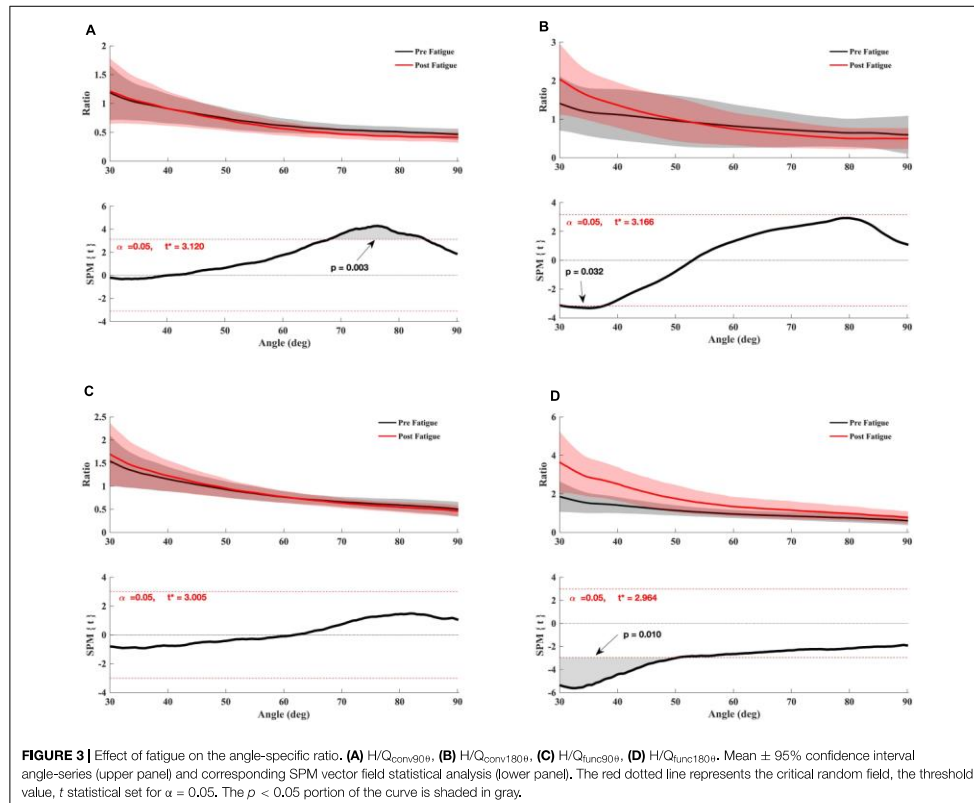 A
Pre Fatigue
Post Fatigue
Ratio
2
1.5
1
0.5
0
30 40 50 60 70 80 90
SPM { t }
6
4
2
0
-2
-4
α =0.05, t* = 3.120
p = 0.003
30 40 50 60 70 80 90
Angle (deg)
B
Pre Fatigue
Post Fatigue
Ratio
3
2
1
0
30 40 50 60 70 80 90
SPM { t }
4
2
0
-2
-4
α =0.05, t* = 3.166
p = 0.032
30 40 50 60 70 80 90
Angle (deg)
C
Pre Fatigue
Post Fatigue
Ratio
2.5
2
1.5
1
0.5
0
30 40 50 60 70 80 90
SPM { t }
4
2
0
-2
-4
α =0.05, t* = 3.005
30 40 50 60 70 80 90
Angle (deg)
D
Pre Fatigue
Post Fatigue
Ratio
6
4
2
0
30 40 50 60 70 80 90
SPM { t }
4
2
0
-2
-4
-6
α =0.05, t* = 2.964
p = 0.010
30 40 50 60 70 80 90
Angle (deg)
FIGURE 3 | Effect of fatigue on the angle-specific ratio. (A) H/Qconv90θ, (B) H/Qconv180θ, (C) H/Qfunc90θ, (D) H/Qfunc180θ. Mean ± 95% confidence interval
angle-series (upper panel) and corresponding SPM vector field statistical analysis (lower panel). The red dotted line represents the critical random field, the threshold
value, t statistical set for α = 0.05. The p < 0.05 portion of the curve is shaded in gray.